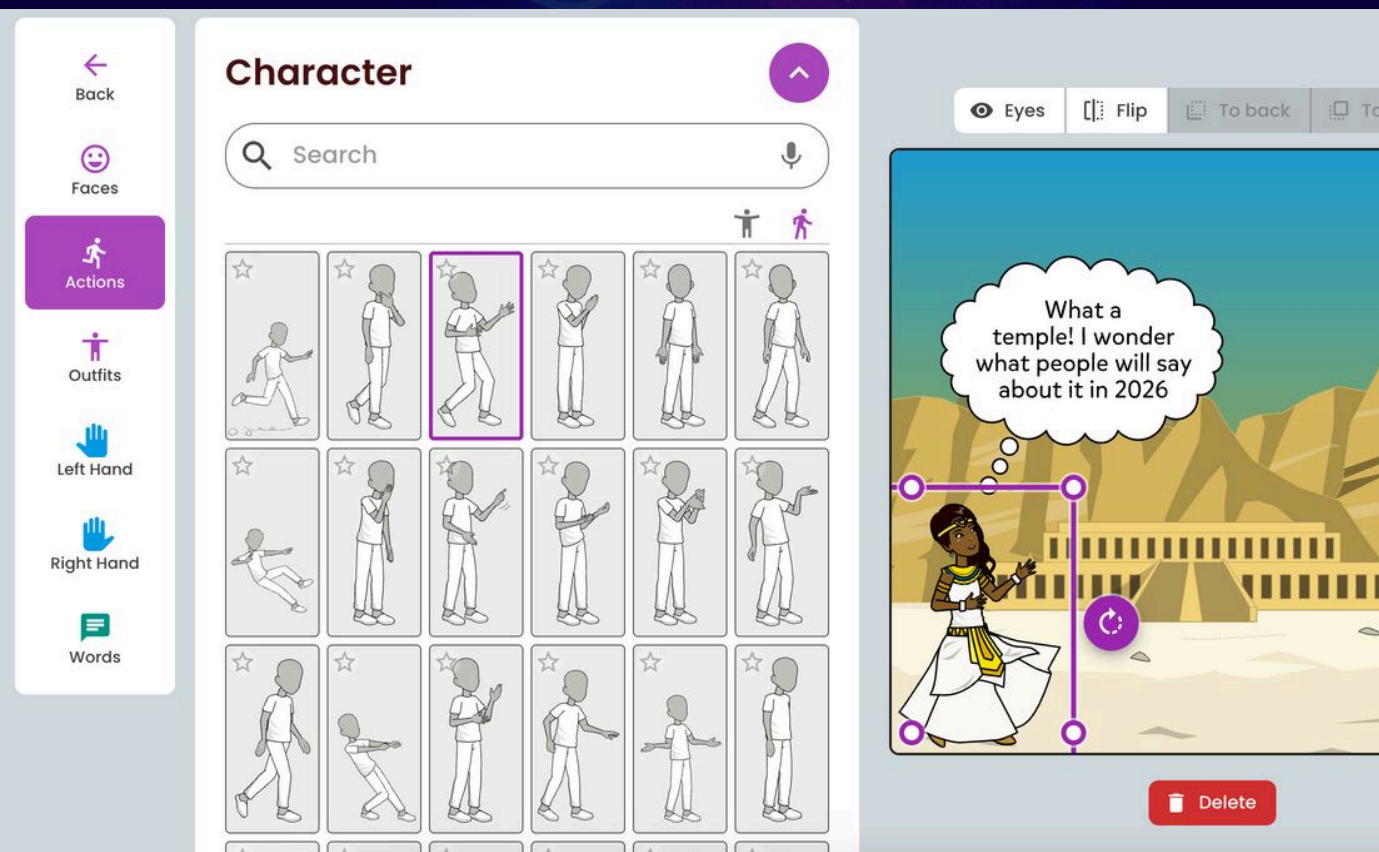 Back
Faces
Actions
Outfits
Left Hand
Right Hand
Words
Character
Search
Eyes
Flip
To back
What a
temple! I wonder
what people will say
about it in 2026
Delete